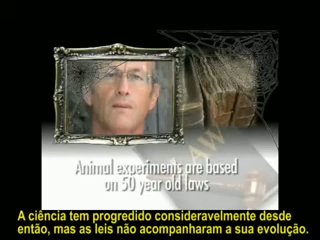 LAW
Animal experiments are based
on 50 year old laws
A ciência tem progredido consideravelmente desde
então, mas as leis não acompanharam a sua evolução.